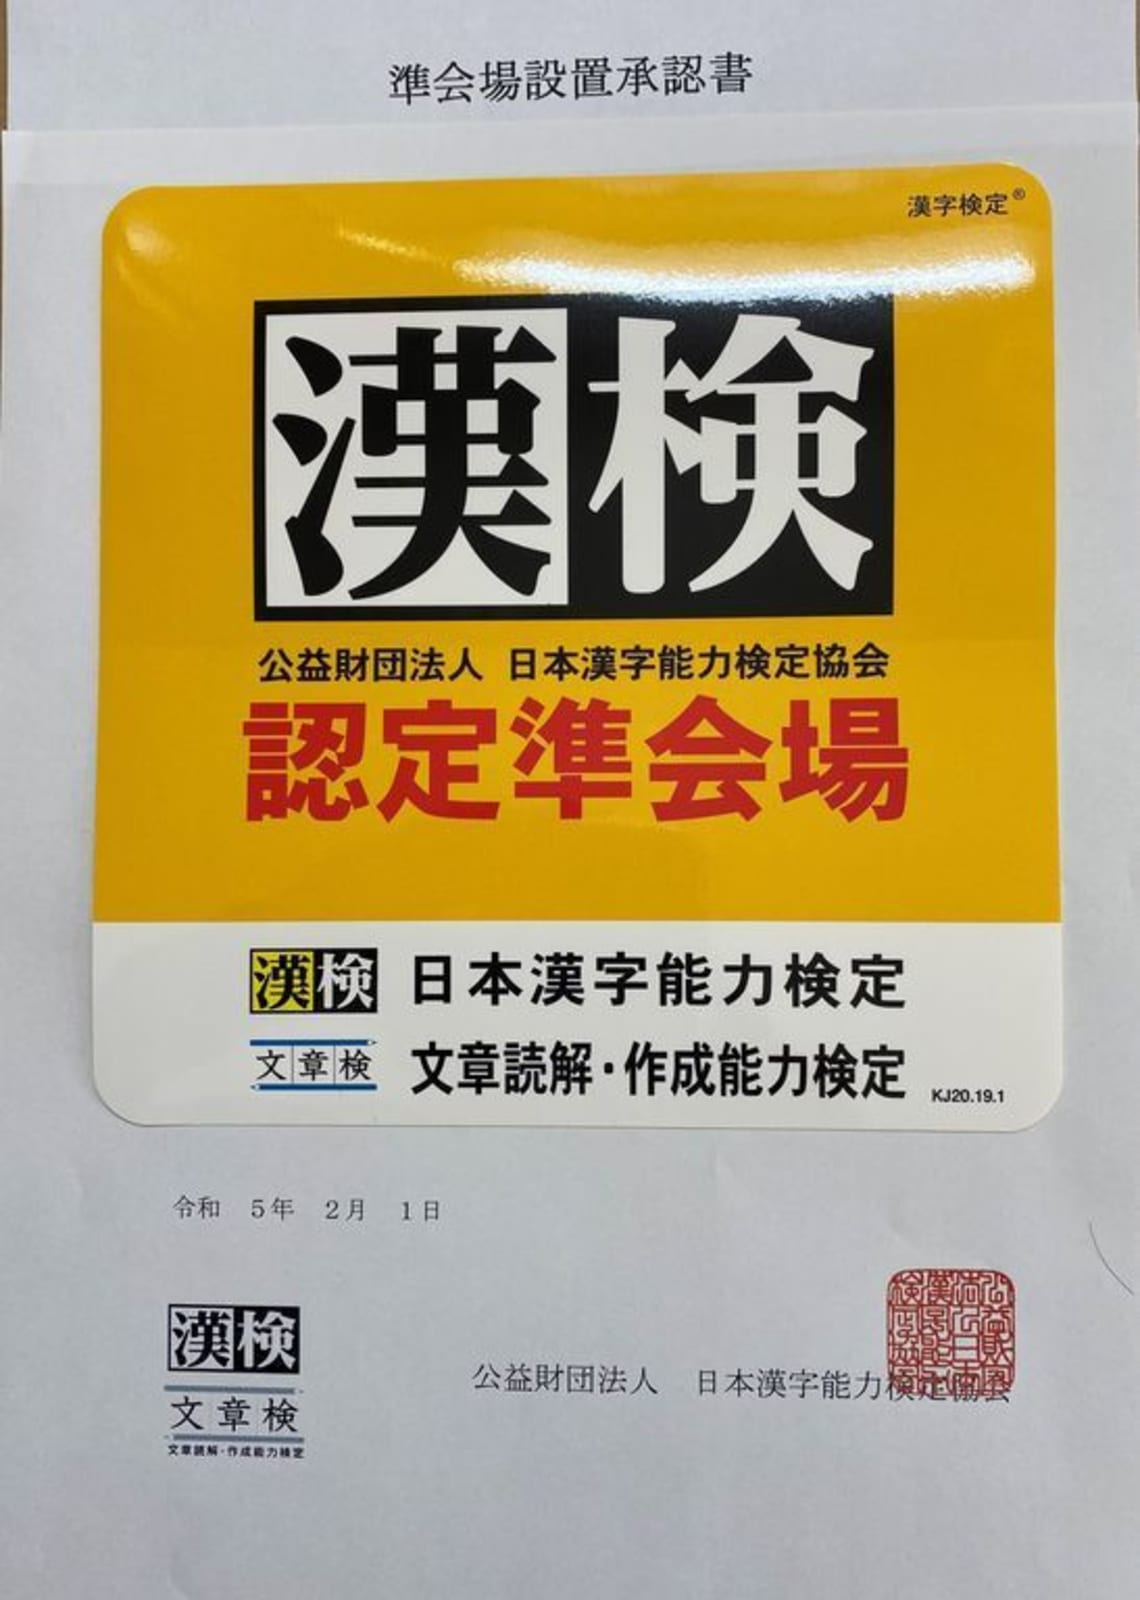 準会場設置承認書
漢字検定®
漢検
公益財団法人 日本漢字能力検定協会
認定準会場
漢検 日本漢字能力検定
文章検 文章読解・作成能力検定
KJ20.19.1
令和 5年 2月 1日
漢検
文章検
文章読解・作成能力検定
公益財団法人 日本漢字能力検定協会